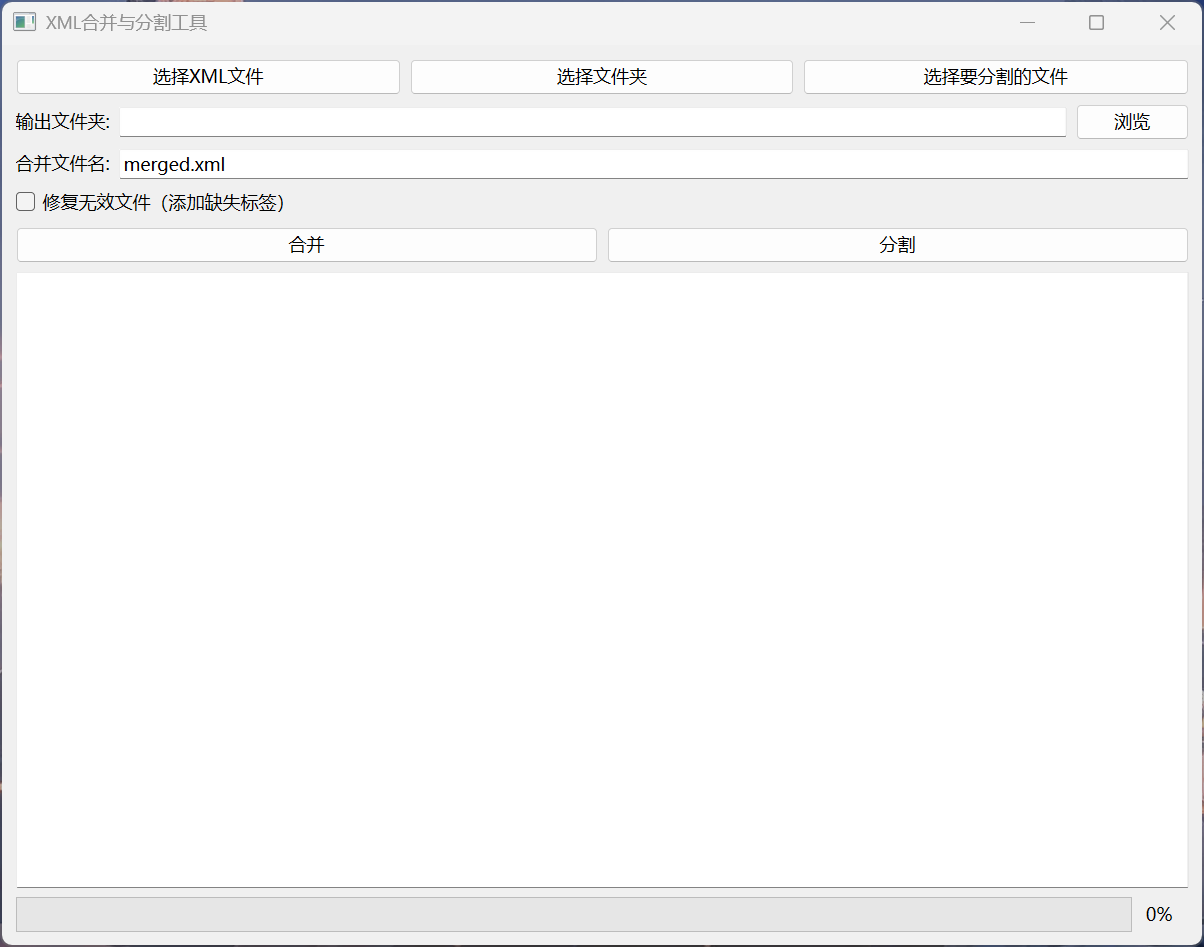 XML合并与分割工具
选择XML文件 选择文件夹 选择要分割的文件
输出文件夹: 浏览
合并文件名: merged.xml
修复无效文件（添加缺失标签）
合并 分割
0%